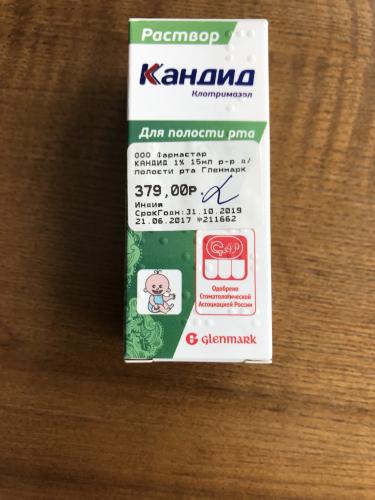 Раствор
Кандид
Клотримазол
Для полости рта
ООО Фармастар
КАНДИД 1% 15мл р-р д/
полости рта Гленмарк
379,00Р.
Индия
СрокГодн:31.10.2019
21.06.2017 №211662
Одобрено
Стоматологической
Ассоциацией России
G GLENMARK